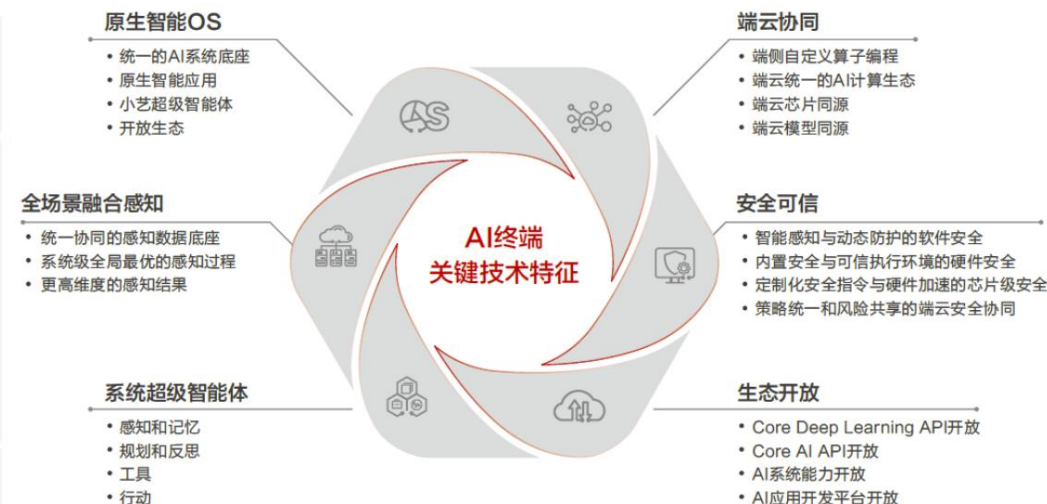 原生智能OS
• 统一的AI系统底座
• 原生智能应用
• 小艺超级智能体
• 开放生态
端云协同
• 端侧自定义算子编程
• 端云统一的AI计算生态
• 端云芯片同源
• 端云模型同源
全场景融合感知
• 统一协同的感知数据底座
• 系统级全局最优的感知过程
• 更高维度的感知结果
AI终端
关键技术特征
安全可信
• 智能感知与动态防护的软件安全
• 内置安全与可信执行环境的硬件安全
• 定制化安全指令与硬件加速的芯片级安全
• 策略统一和风险共享的端云安全协同
系统超级智能体
• 感知和记忆
• 规划和反思
• 工具
• 行动
生态开放
• Core Deep Learning API开放
• Core AI API开放
• AI系统能力开放
• AI应用开发平台开放